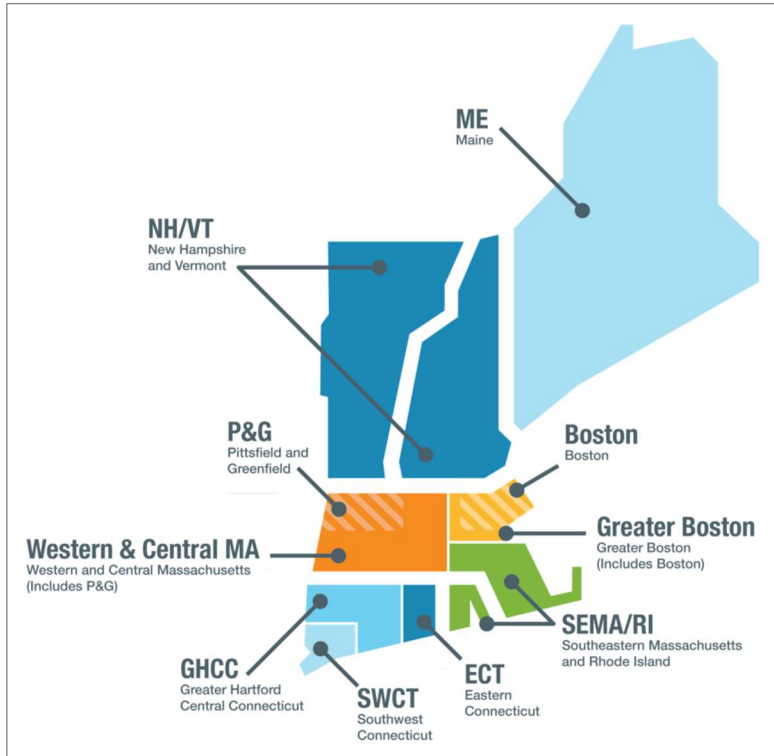 ME
Maine
NH/VT
New Hampshire
and Vermont
P&G
Pittsfield and
Greenfield
Boston
Boston
Western & Central MA
Western and Central Massachusetts
(Includes P&G)
Greater Boston
Greater Boston
(Includes Boston)
SEMA/RI
Southeastern Massachusetts
and Rhode Island
GHCC
Greater Hartford
Central Connecticut
SWCT
Southwest
Connecticut
ECT
Eastern
Connecticut